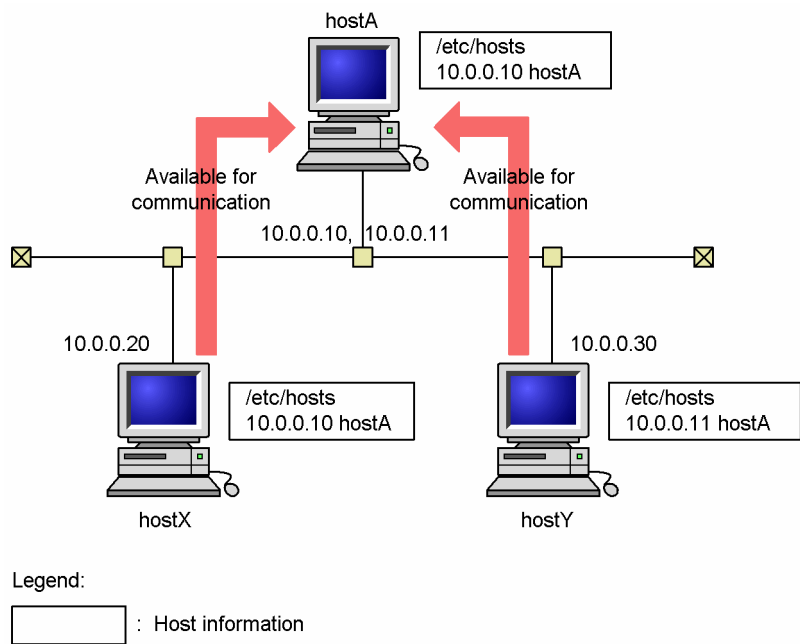 hostA
/etc/hosts
10.0.0.10 hostA
Available for
communication
Available for
communication
10.0.0.10, 10.0.0.11
10.0.0.20
10.0.0.30
/etc/hosts
10.0.0.10 hostA
/etc/hosts
10.0.0.11 hostA
hostX
hostY
Legend:
: Host information